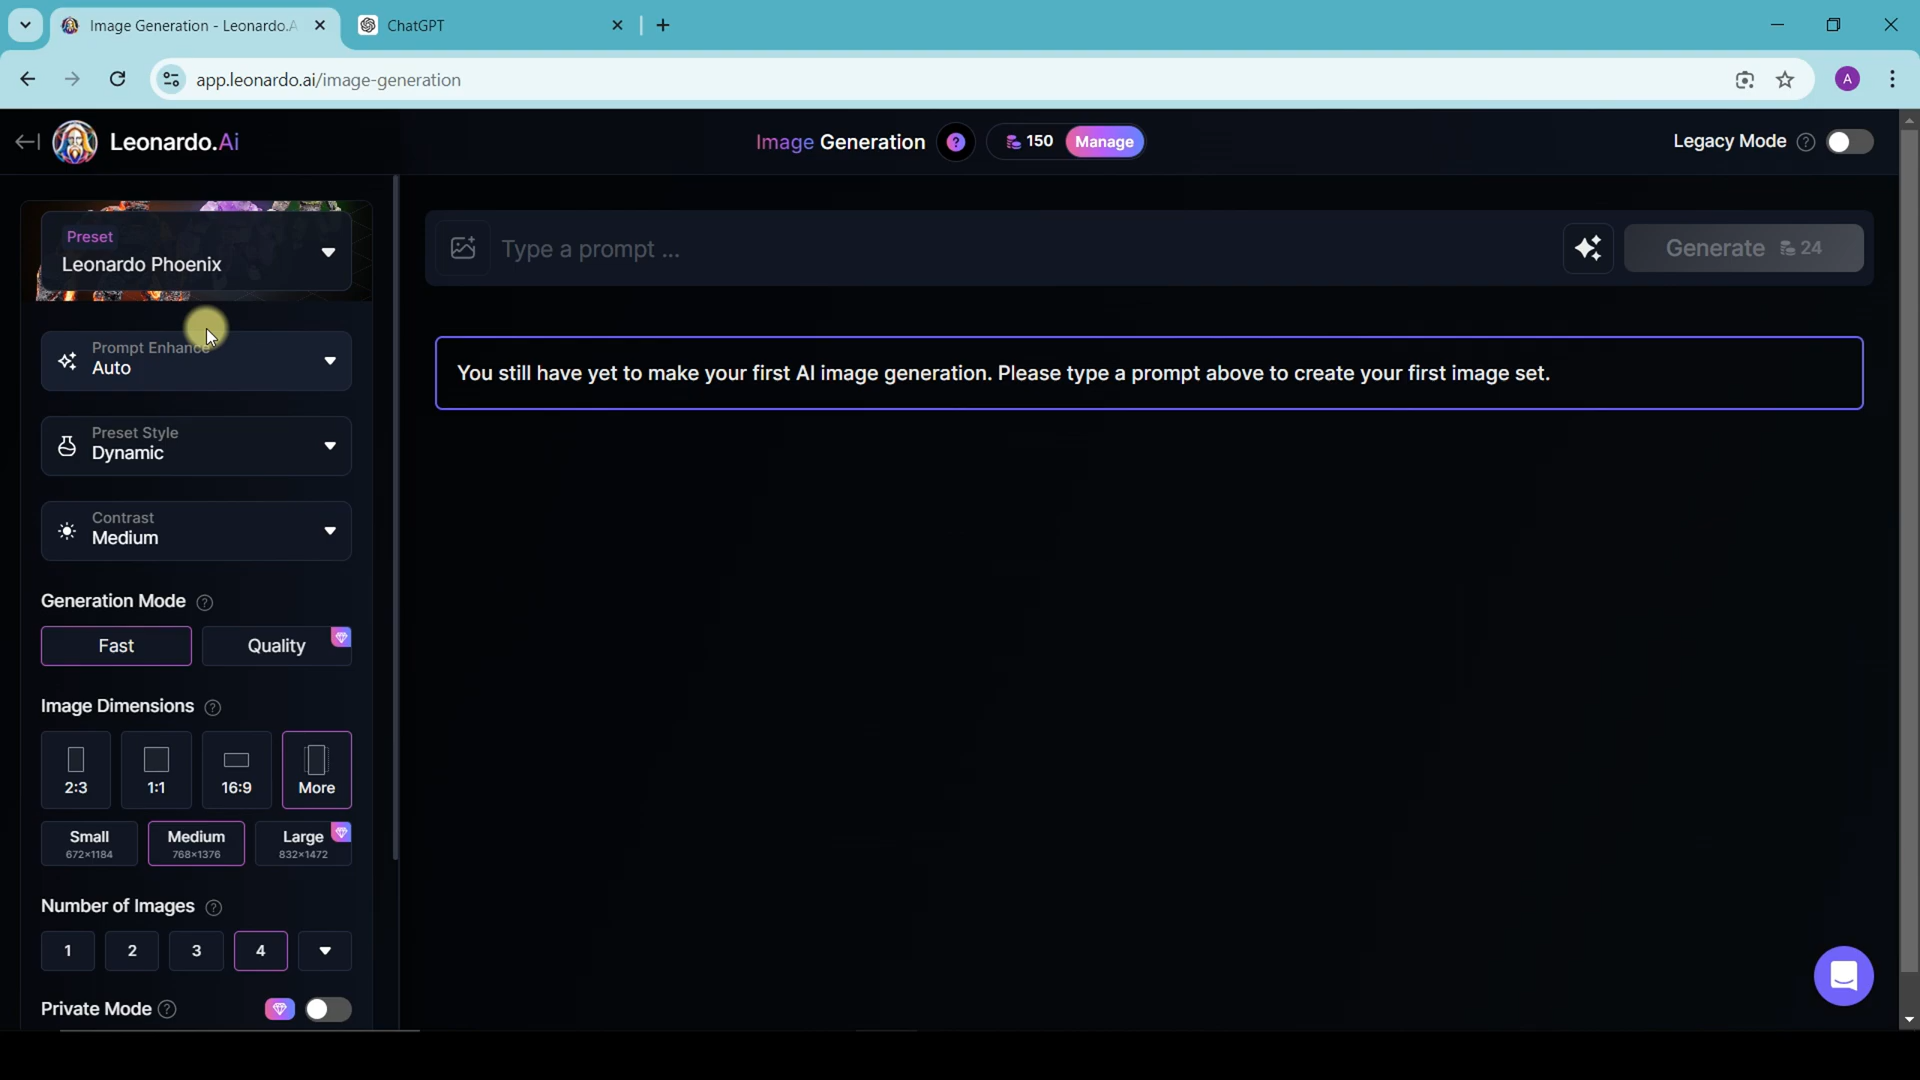 Image Generation - Leonardo.A
ChatGPT
app.leonardo.ai/image-generation
A
Leonardo.Ai
Image Generation ? 150 Manage
Legacy Mode ?
Preset
Leonardo Phoenix
Type a prompt ...
Generate 24
Prompt Enhance
Auto
You still have yet to make your first AI image generation. Please type a prompt above to create your first image set.
Preset Style
Dynamic
Contrast
Medium
Generation Mode ?
Fast Quality
Image Dimensions ?
2:3 1:1 16:9 More
Small Medium Large
672×1184 768×1376 832×1472
Number of Images ?
1 2 3 4
Private Mode ?